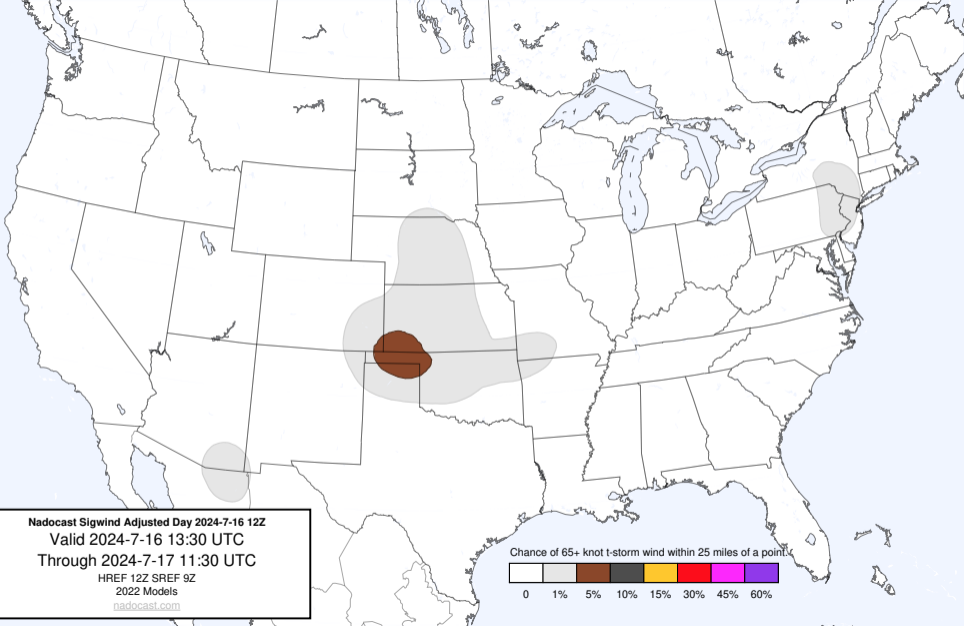 Nadocast Sigwind Adjusted Day 2024-7-16 12Z
Valid 2024-7-16 13:30 UTC
Through 2024-7-17 11:30 UTC
HREF 12Z SREF 9Z
2022 Models
nadocast.com
Chance of 65+ knot t-storm wind within 25 miles of a point.
0 1% 5% 10% 15% 30% 45% 60%